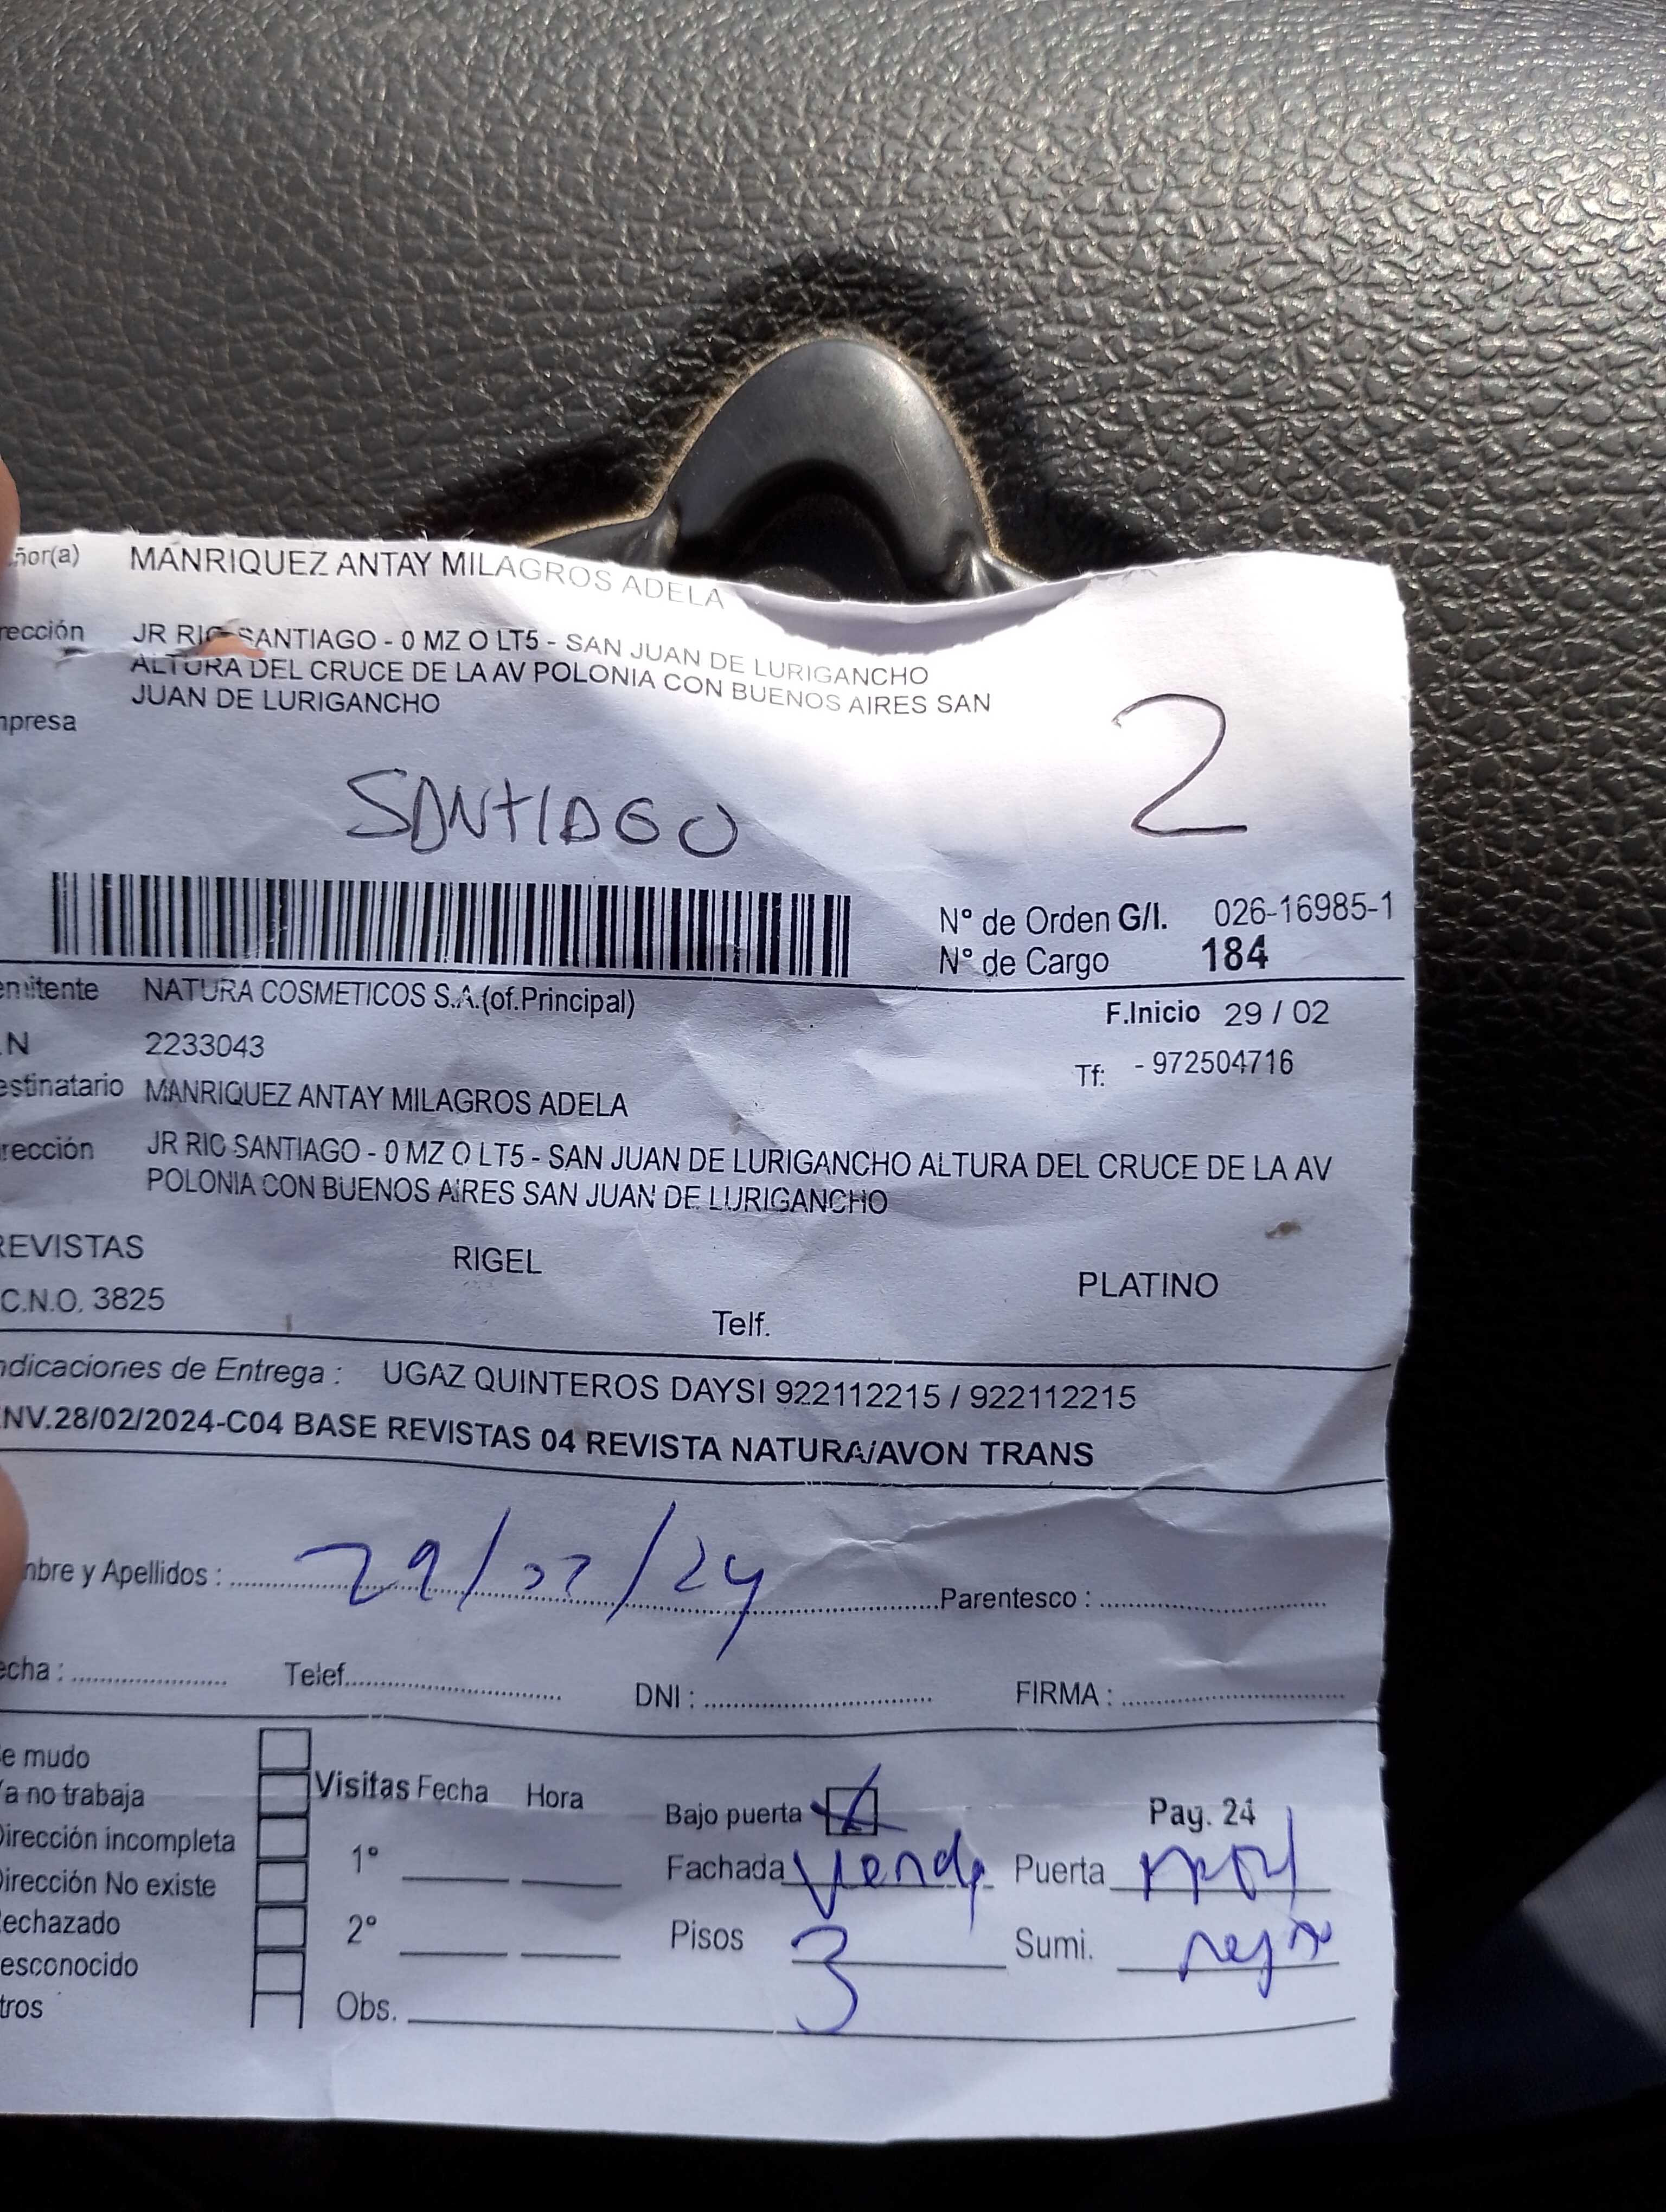 ñor(a) MANRIQUEZ ANTAY MILAGROS ADELA
rección JR RIO SANTIAGO - 0 MZ O LT5 - SAN JUAN DE LURIGANCHO
ALTURA DEL CRUCE DE LA AV POLONIA CON BUENOS AIRES SAN
JUAN DE LURIGANCHO
mpresa
2
SANTIAGO
N° de Orden G/I. 026-16985-1
N° de Cargo 184
emitente NATURA COSMETICOS S.A.(of.Principal) F.Inicio 29 / 02
.N 2233043 Tf: - 972504716
estinatario MANRIQUEZ ANTAY MILAGROS ADELA
rección JR RIO SANTIAGO - 0 MZ O LT5 - SAN JUAN DE LURIGANCHO ALTURA DEL CRUCE DE LA AV
POLONIA CON BUENOS AIRES SAN JUAN DE LURIGANCHO
REVISTAS RIGEL PLATINO
C.N.O. 3825 Telf.
ndicaciones de Entrega : UGAZ QUINTEROS DAYSI 922112215 / 922112215
NV.28/02/2024-C04 BASE REVISTAS 04 REVISTA NATURA/AVON TRANS
mbre y Apellidos : 29/02/24 Parentesco :
echa : Telef. DNI : FIRMA :
e mudo
Ya no trabaja Visitas Fecha Hora Bajo puerta Pag. 24
Dirección incompleta 1° Fachada Puerta
Dirección No existe
Rechazado 2° Pisos 3 Sumi.
esconocido
tros Obs.